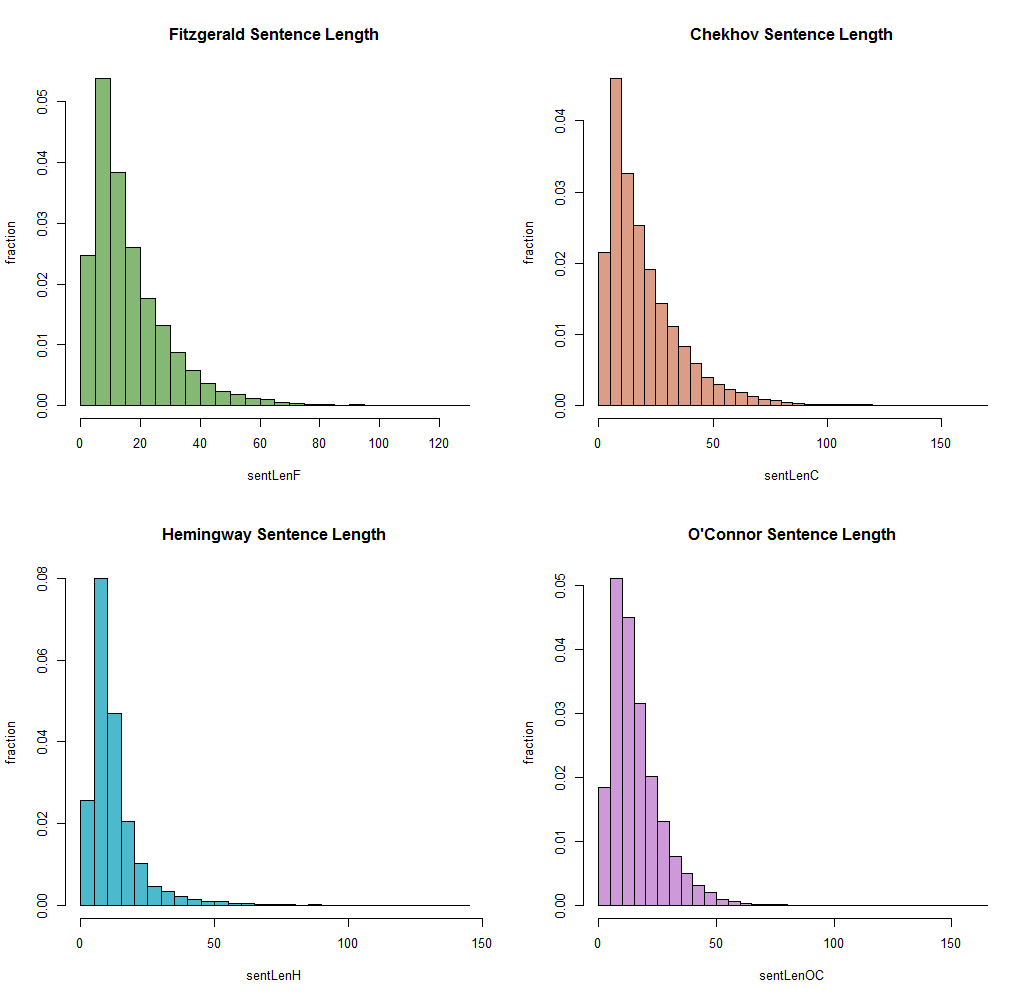 Fitzgerald Sentence Length
fraction
0.00 0.01 0.02 0.03 0.04 0.05
0 20 40 60 80 100 120
sentLenF
Chekhov Sentence Length
fraction
0.00 0.01 0.02 0.03 0.04
0 50 100 150
sentLenC
Hemingway Sentence Length
fraction
0.00 0.02 0.04 0.06 0.08
0 50 100 150
sentLenH
O'Connor Sentence Length
fraction
0.00 0.01 0.02 0.03 0.04 0.05
0 50 100 150
sentLenOC